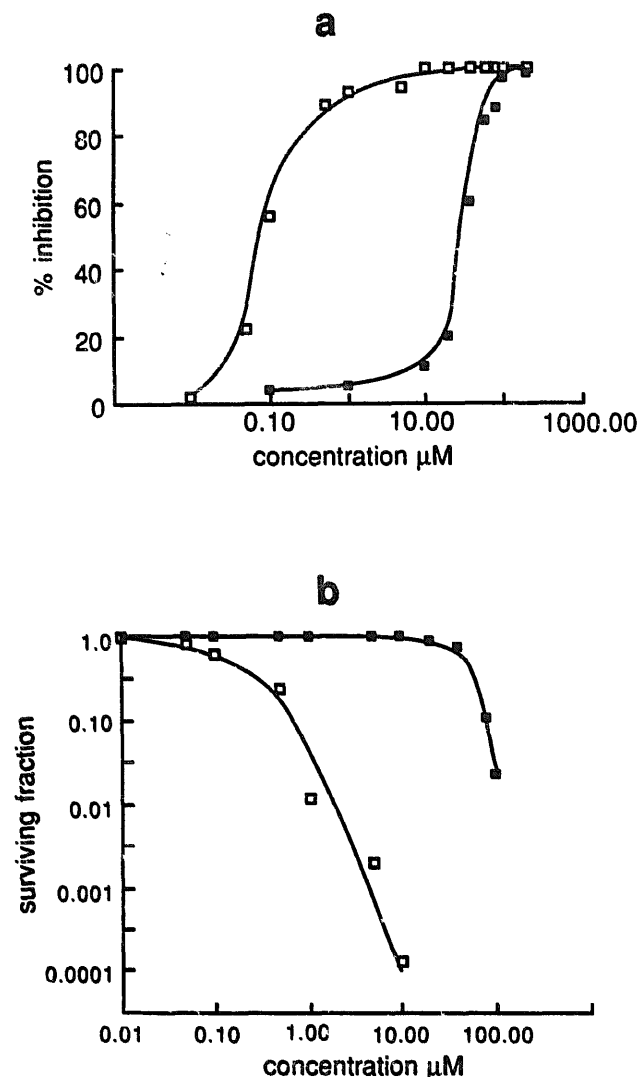 a
100
80
60
40
20
0
% inhibition
0.10 10.00 1000.00
concentration µM
b
1.0
0.10
0.01
0.001
0.0001
surviving fraction
0.01 0.10 1.00 10.00 100.00
concentration µM